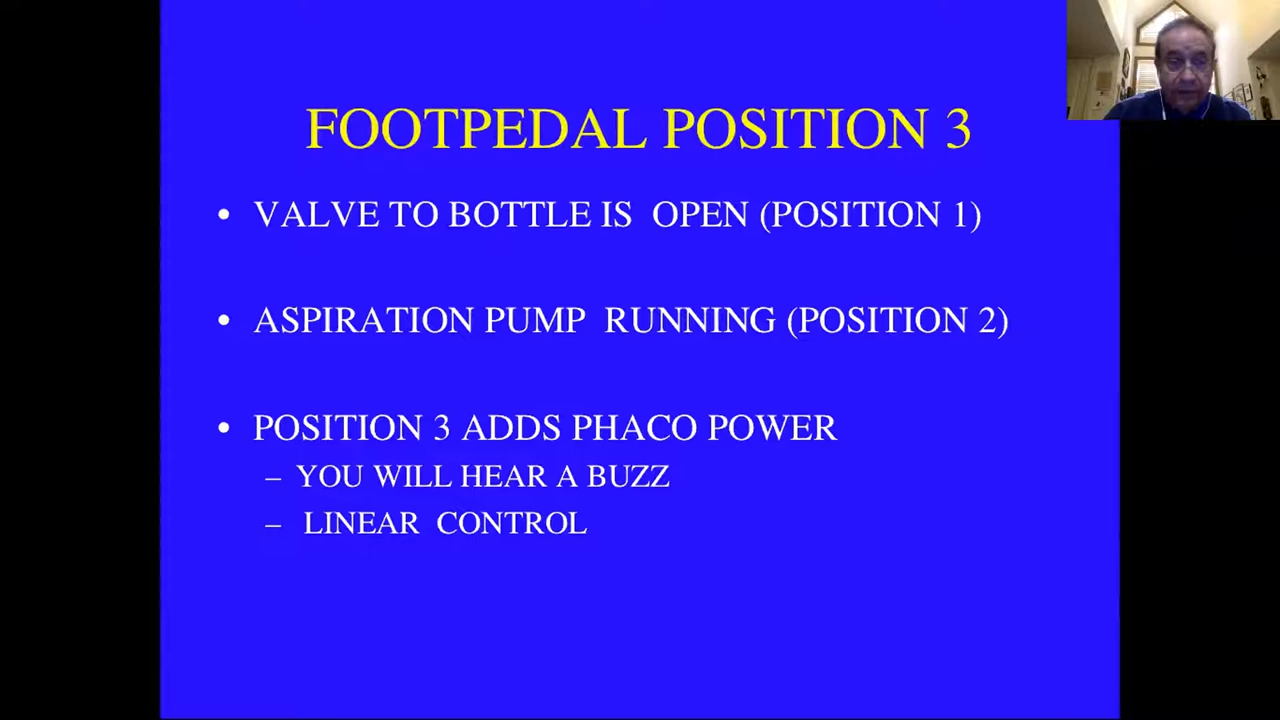 FOOTPEDAL POSITION 3
• VALVE TO BOTTLE IS OPEN (POSITION 1)
• ASPIRATION PUMP RUNNING (POSITION 2)
• POSITION 3 ADDS PHACO POWER
– YOU WILL HEAR A BUZZ
– LINEAR CONTROL